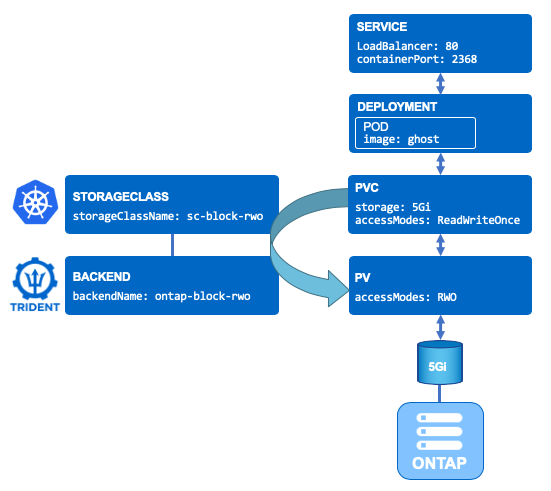 SERVICE
LoadBalancer: 80
containerPort: 2368
DEPLOYMENT
POD
image: ghost
STORAGECLASS
storageClassName: sc-block-rwo
PVC
storage: 5Gi
accessModes: ReadWriteOnce
TRIDENT
BACKEND
backendName: ontap-block-rwo
PV
accessModes: RWO
5Gi
ONTAP